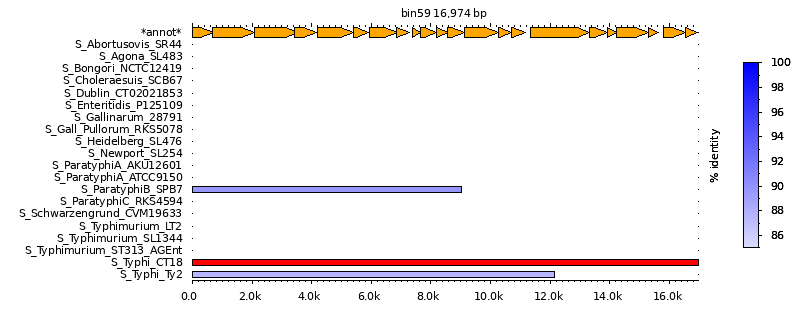 bin59 16,974 bp
*annot*
S_Abortusovis_SR44
S_Agona_SL483
S_Bongori_NCTC12419
S_Choleraesuis_SCB67
S_Dublin_CT02021853
S_Enteritidis_P125109
S_Gallinarum_28791
S_Gall_Pullorum_RKS5078
S_Heidelberg_SL476
S_Newport_SL254
S_ParatyphiA_AKU12601
S_ParatyphiA_ATCC9150
S_ParatyphiB_SPB7
S_ParatyphiC_RKS4594
S_Schwarzengrund_CVM19633
S_Typhimurium_LT2
S_Typhimurium_SL1344
S_Typhimurium_ST313_AGEnt
S_Typhi_CT18
S_Typhi_Ty2
0.0 2.0k 4.0k 6.0k 8.0k 10.0k 12.0k 14.0k 16.0k
% identity
100
98
96
94
92
90
88
86